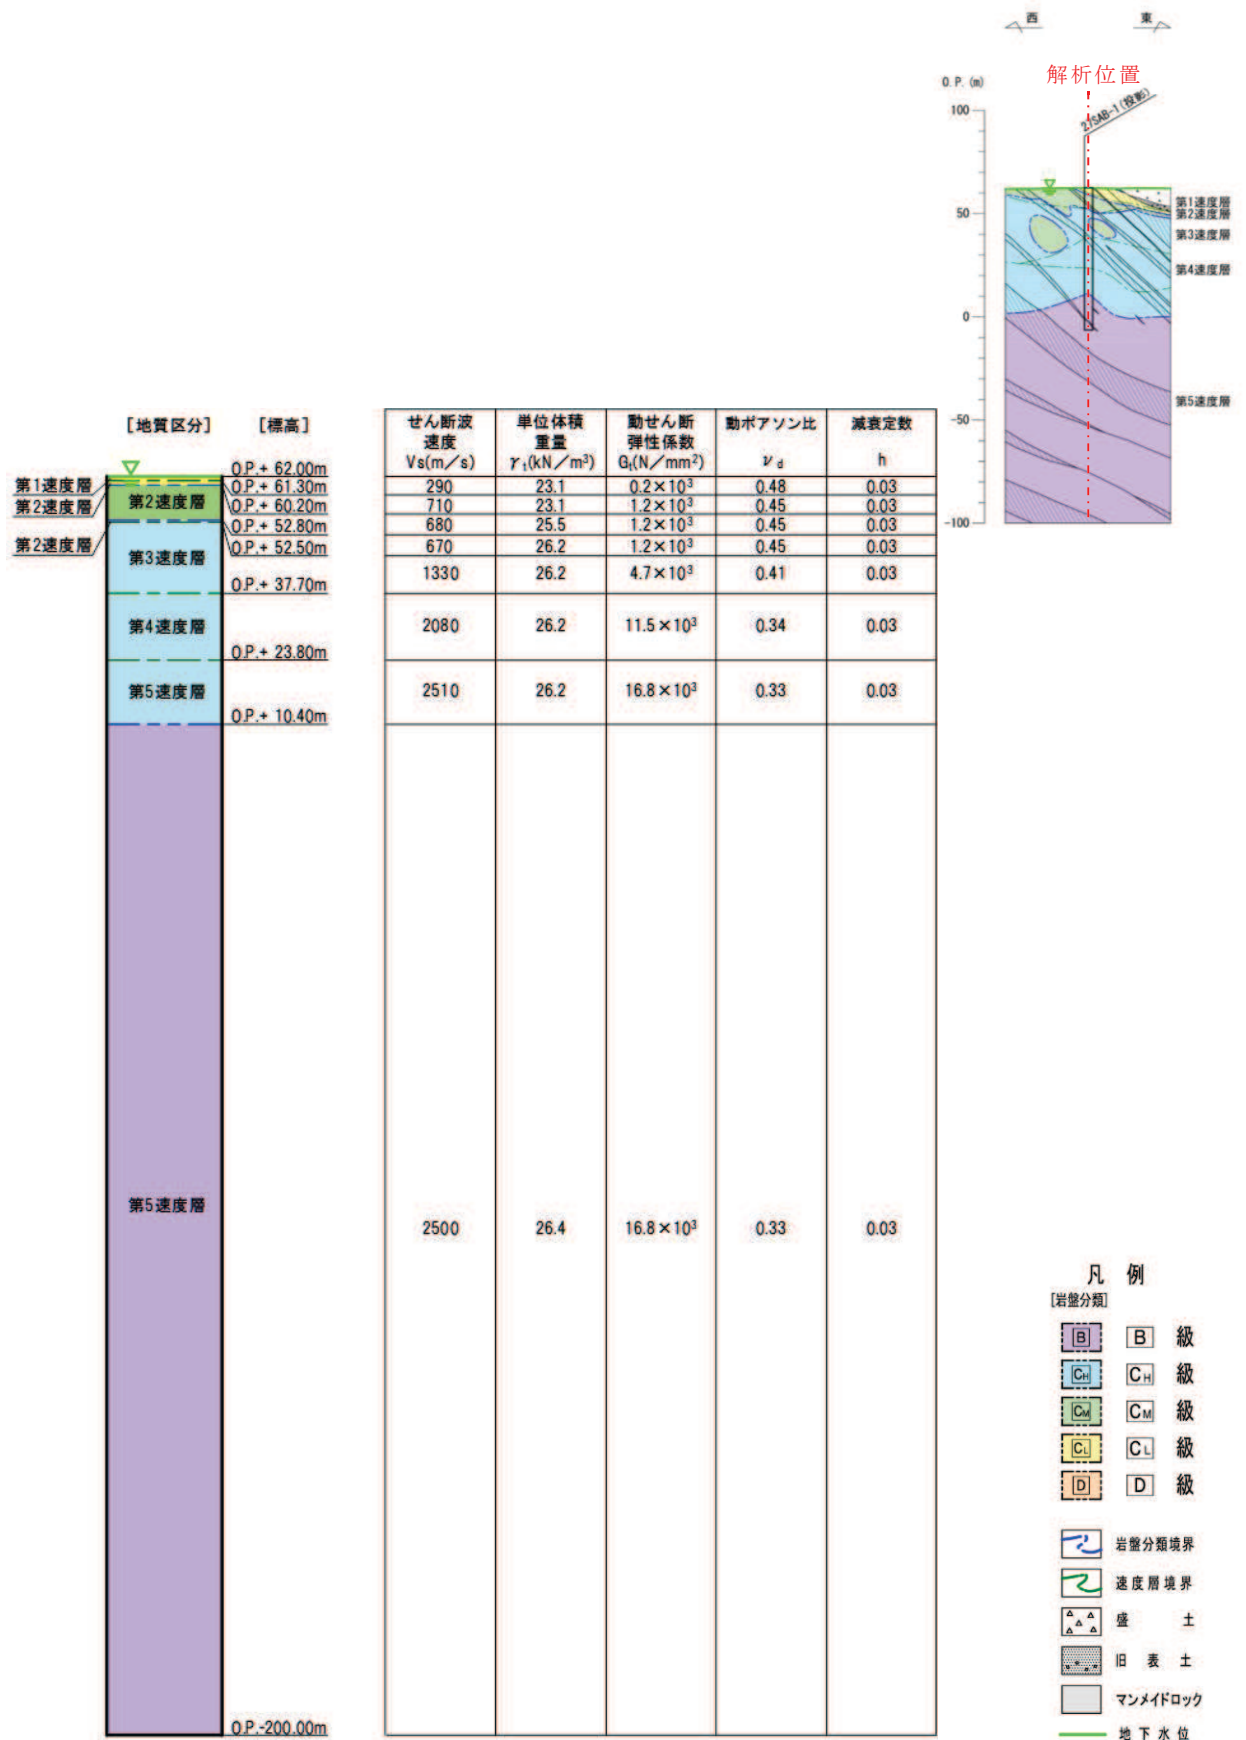 西 東
解析位置
O.P.(m)
27SAB-1(投影)
100
50
0
-50
-100
第1速度層
第2速度層
第3速度層
第4速度層
第5速度層
[地質区分] [標高]
O.P.+ 62.00m
第1速度層 O.P.+ 61.30m
第2速度層 第2速度層 O.P.+ 60.20m
O.P.+ 52.80m
第2速度層 O.P.+ 52.50m
第3速度層
O.P.+ 37.70m
第4速度層
O.P.+ 23.80m
第5速度層
O.P.+ 10.40m
第5速度層
O.P.-200.00m
せん断波速度 Vs(m/s) 単位体積重量 γt(kN/m³) 動せん断弾性係数 Gd(N/mm²) 動ポアソン比 νd 減衰定数 h
290 23.1 0.2×10³ 0.48 0.03
710 23.1 1.2×10³ 0.45 0.03
680 25.5 1.2×10³ 0.45 0.03
670 26.2 1.2×10³ 0.45 0.03
1330 26.2 4.7×10³ 0.41 0.03
2080 26.2 11.5×10³ 0.34 0.03
2510 26.2 16.8×10³ 0.33 0.03
2500 26.4 16.8×10³ 0.33 0.03
凡 例
[岩盤分類]
B B 級
CH CH 級
CM CM 級
CL CL 級
D D 級
岩盤分類境界
速度層境界
盛 土
旧 表 土
マンメイドロック
地 下 水 位